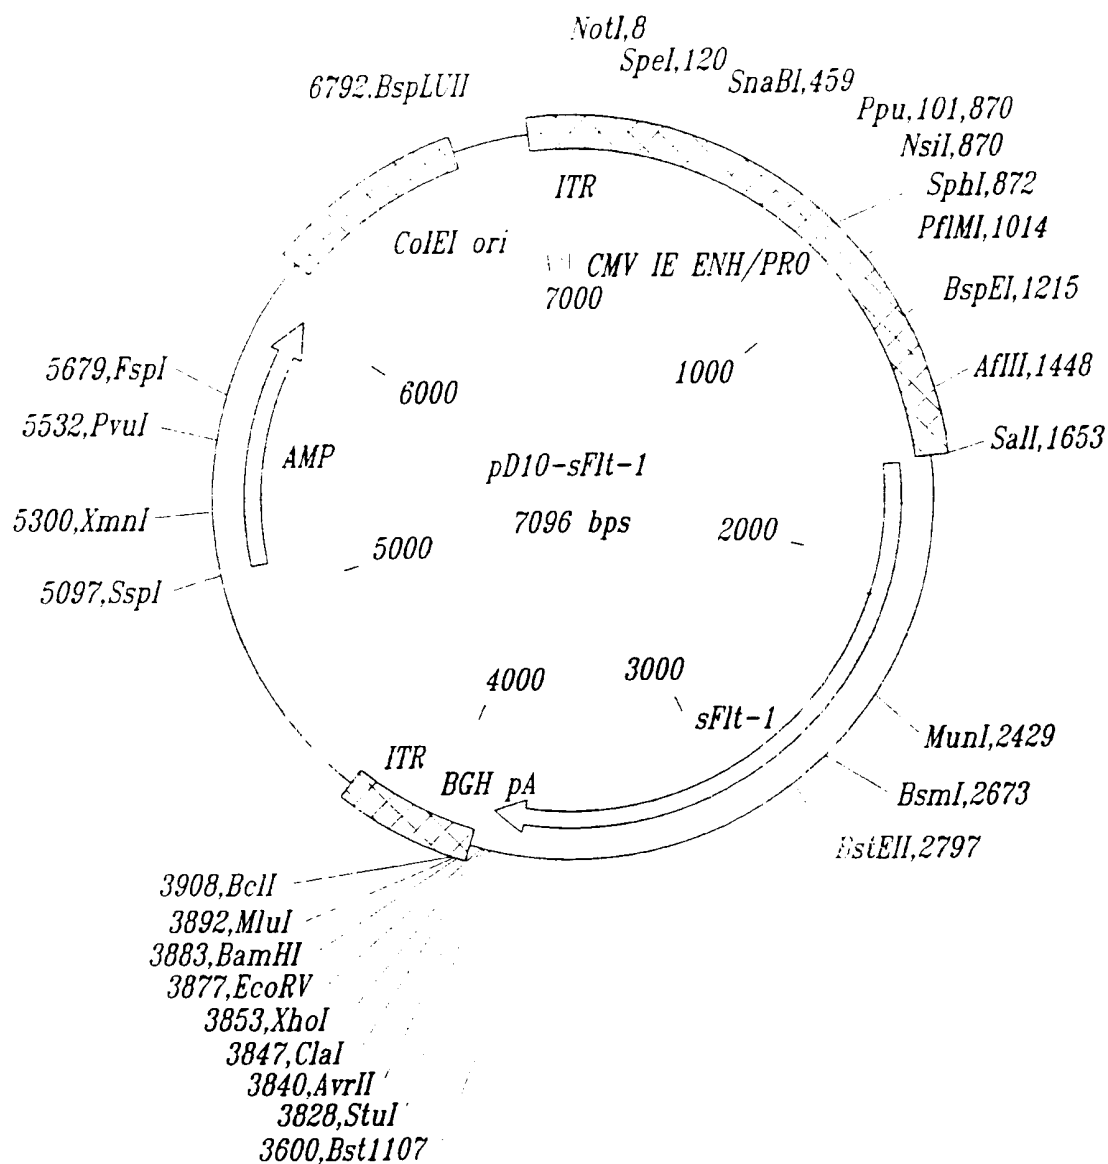 NotI,8
SpeI,120
SnaBI,459
Ppu,101,870
NsiI,870
SphI,872
PflMI,1014
BspEI,1215
AflII,1448
SalI,1653
MunI,2429
BsmI,2673
BstEII,2797
3908,BclI
3892,MluI
3883,BamHI
3877,EcoRV
3853,XhoI
3847,ClaI
3840,AvrII
3828,StuI
3600,Bst1107
5097,SspI
5300,XmnI
5532,PvuI
5679,FspI
6792,BspLU11
ITR
ColEI ori
CMV IE ENH/PRO
7000
1000
6000
AMP
pD10-sFlt-1
7096 bps
2000
5000
3000
4000
sFlt-1
ITR
BGH pA